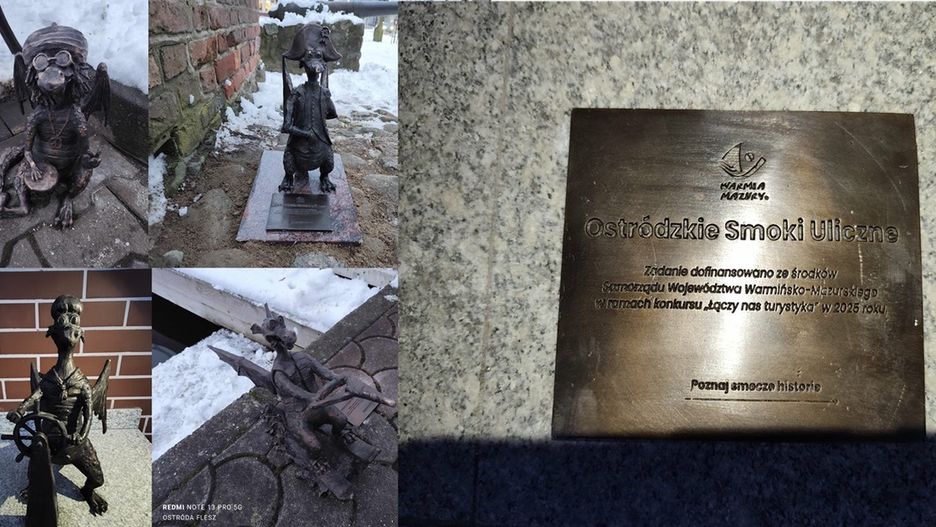 WARMIA
MAZURY
Ostródzkie Smoki Uliczne
Zadanie dofinansowano ze środków
Samorządu Województwa Warmińsko-Mazurskiego
w ramach konkursu „Łączy nas turystyka” w 2025 roku
Poznaj smocze historie
REDMI NOTE 13 PRO 5G
OSTRÓDA FLESZ